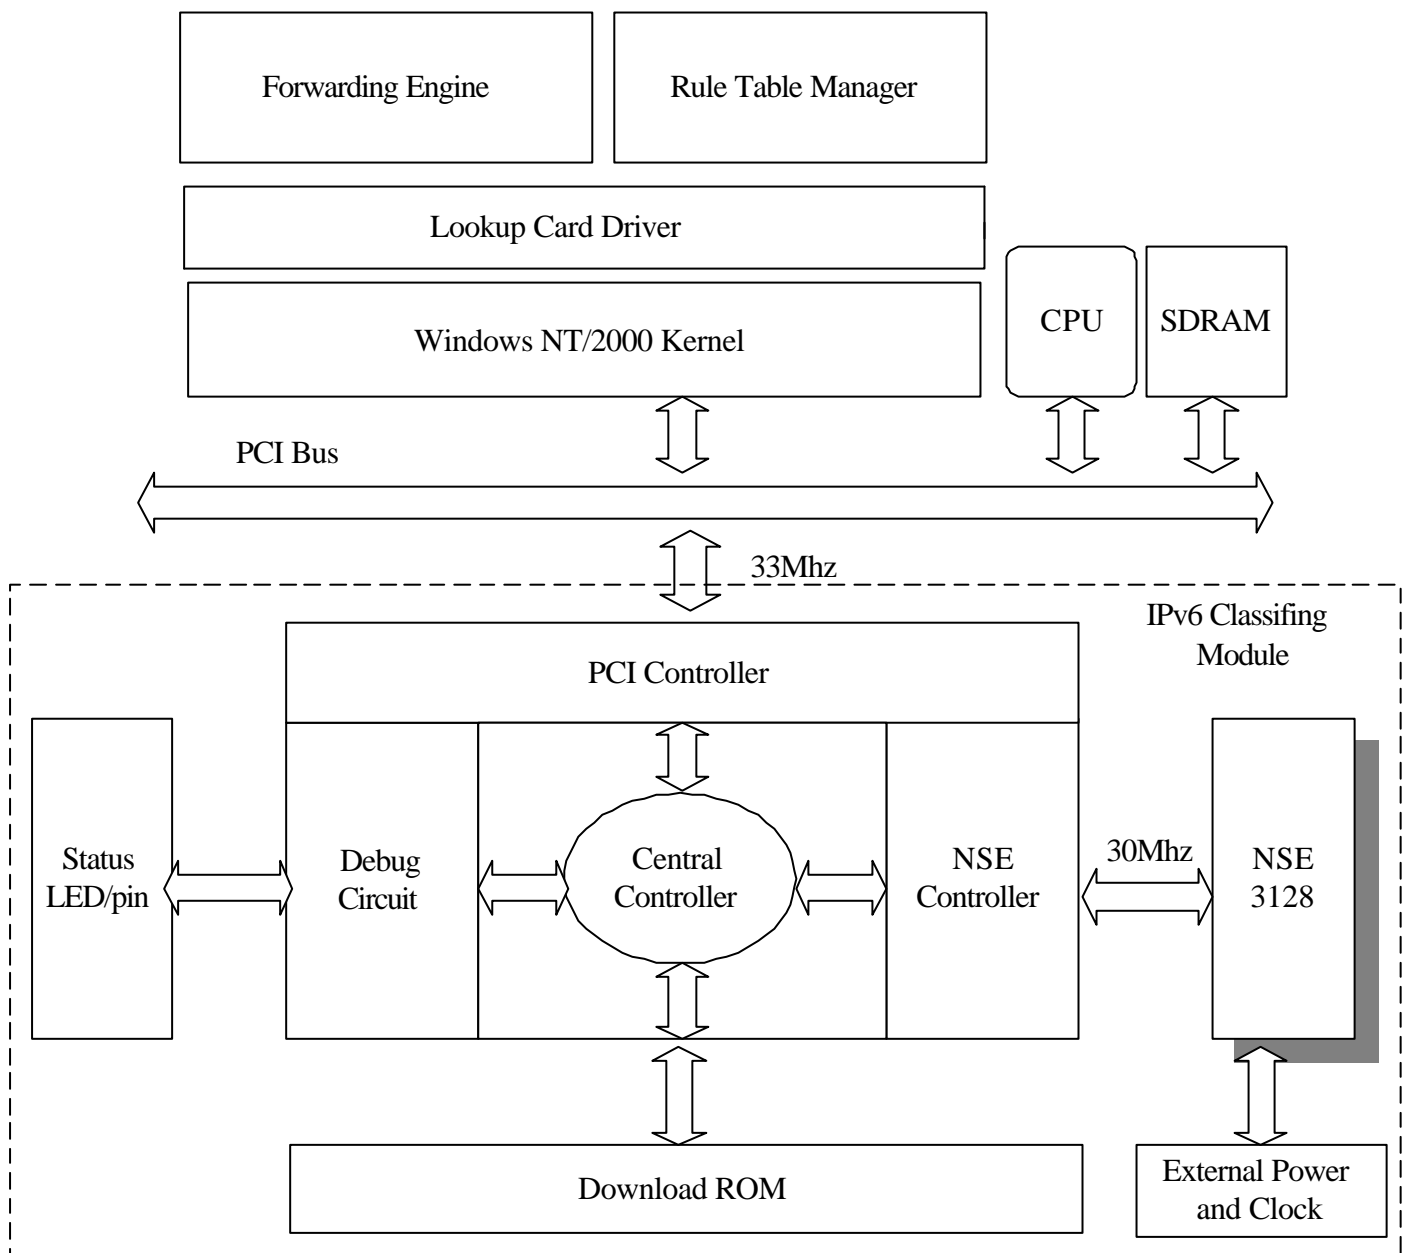 Forwarding Engine
Rule Table Manager
Lookup Card Driver
Windows NT/2000 Kernel
CPU
SDRAM
PCI Bus
33Mhz
IPv6 Classifing
Module
PCI Controller
Status
LED/pin
Debug
Circuit
Central
Controller
NSE
Controller
30Mhz
NSE
3128
Download ROM
External Power
and Clock